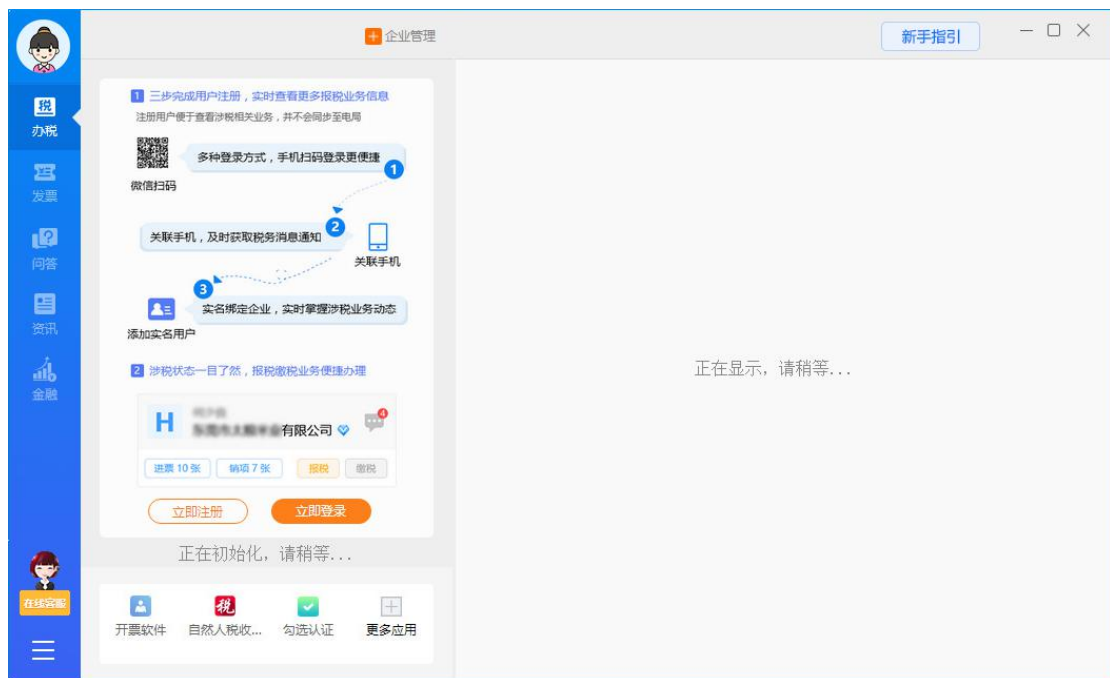 企业管理
新手指引
税
办税
发票
问答
资讯
金融
在线客服
1 三步完成用户注册，实时查看更多报税业务信息
注册用户便于查看涉税相关业务，并不会同步至电局
多种登录方式，手机扫码登录更便捷
1
微信扫码
2
关联手机，及时获取税务消息通知
关联手机
3
实名绑定企业，实时掌握涉税业务动态
添加实名用户
2 涉税状态一目了然，报税缴税业务便捷办理
H
有限公司
4
进票 10 张
销项 7 张
报税
缴税
立即注册
立即登录
正在初始化，请稍等...
税
开票软件
自然人税收...
勾选认证
更多应用
正在显示，请稍等...